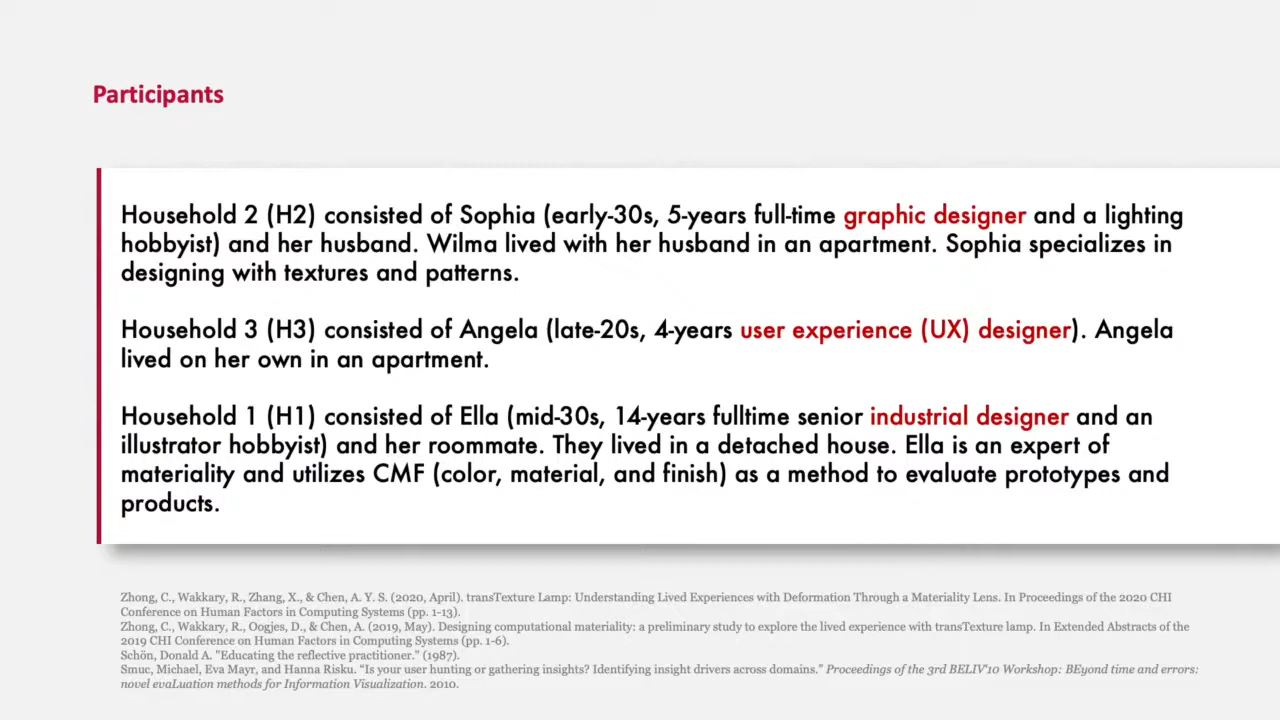 Participants
Household 2 (H2) consisted of Sophia (early-30s, 5-years full-time graphic designer and a lighting
hobbyist) and her husband. Wilma lived with her husband in an apartment. Sophia specializes in
designing with textures and patterns.
Household 3 (H3) consisted of Angela (late-20s, 4-years user experience (UX) designer). Angela
lived on her own in an apartment.
Household 1 (H1) consisted of Ella (mid-30s, 14-years fulltime senior industrial designer and an
illustrator hobbyist) and her roommate. They lived in a detached house. Ella is an expert of
materiality and utilizes CMF (color, material, and finish) as a method to evaluate prototypes and
products.
Zhong, C., Wakkary, R., Zhang, X., & Chen, A. Y. S. (2020, April). transTexture Lamp: Understanding Lived Experiences with Deformation Through a Materiality Lens. In Proceedings of the 2020 CHI
Conference on Human Factors in Computing Systems (pp. 1-13).
Zhong, C., Wakkary, R., Oogjes, D., & Chen, A. (2019, May). Designing computational materiality: a preliminary study to explore the lived experience with transTexture lamp. In Extended Abstracts of the
2019 CHI Conference on Human Factors in Computing Systems (pp. 1-6).
Schön, Donald A. "Educating the reflective practitioner." (1987).
Smuc, Michael, Eva Mayr, and Hanna Risku. “Is your user hunting or gathering insights? Identifying insight drivers across domains.” Proceedings of the 3rd BELIV'10 Workshop: BEyond time and errors:
novel evaLuation methods for Information Visualization. 2010.